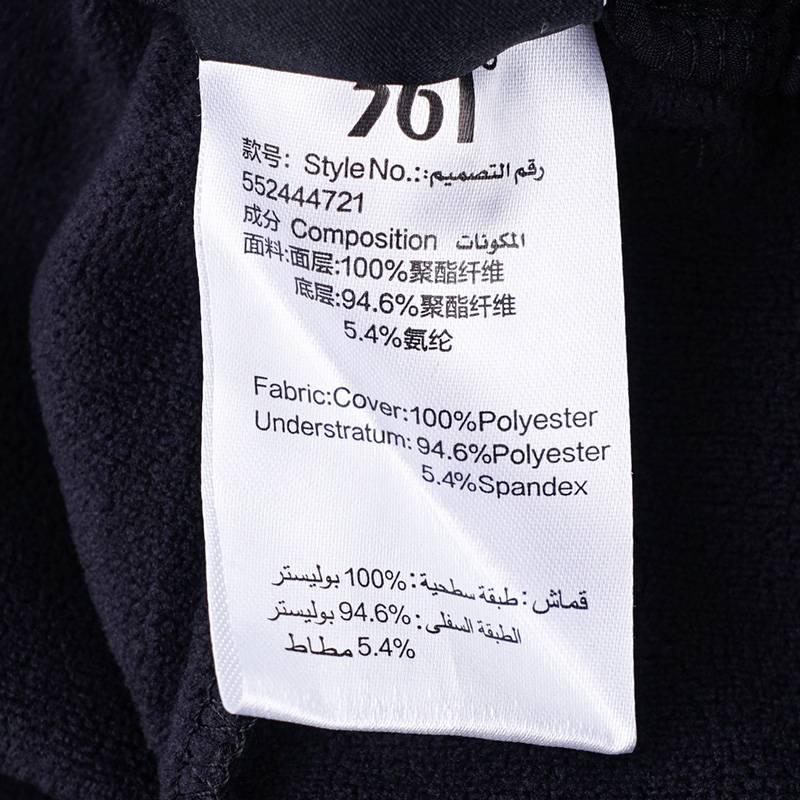 361°
款号: Style No.: رقم التصميم:
552444721
成分 Composition المكونات
面料:面层:100%聚酯纤维
底层:94.6%聚酯纤维
5.4%氨纶
Fabric:Cover:100%Polyester
Understratum:94.6%Polyester
5.4%Spandex
قماش: طبقة سطحية: 100% بوليستر
الطبقة السفلى: 94.6% بوليستر
5.4% مطاط